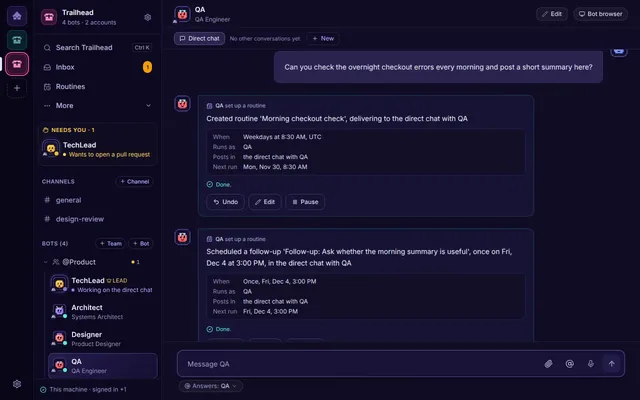 Trailhead
4 bots · 2 accounts
Search Trailhead
Ctrl K
Inbox
1
Routines
More
NEEDS YOU · 1
TechLead
Wants to open a pull request
CHANNELS
+ Channel
# general
# design-review
BOTS (4)
+ Team
+ Bot
@Product
1
TechLead
LEAD
Working on the direct chat
Architect
Systems Architect
Designer
Product Designer
QA
QA Engineer
This machine · signed in +1
QA
QA Engineer
Edit
Bot browser
Direct chat
No other conversations yet
+ New
Can you check the overnight checkout errors every morning and post a short summary here?
QA set up a routine
Created routine 'Morning checkout check', delivering to the direct chat with QA
When Weekdays at 8:30 AM, UTC
Runs as QA
Posts in the direct chat with QA
Next run Mon, Nov 30, 8:30 AM
Done.
Undo
Edit
Pause
QA set up a routine
Scheduled a follow-up 'Follow-up: Ask whether the morning summary is useful', once on Fri,
Dec 4 at 3:00 PM, in the direct chat with QA
When Once, Fri, Dec 4, 3:00 PM
Runs as QA
Posts in the direct chat with QA
Next run Fri, Dec 4, 3:00 PM
Done.
Message QA
Answers: QA